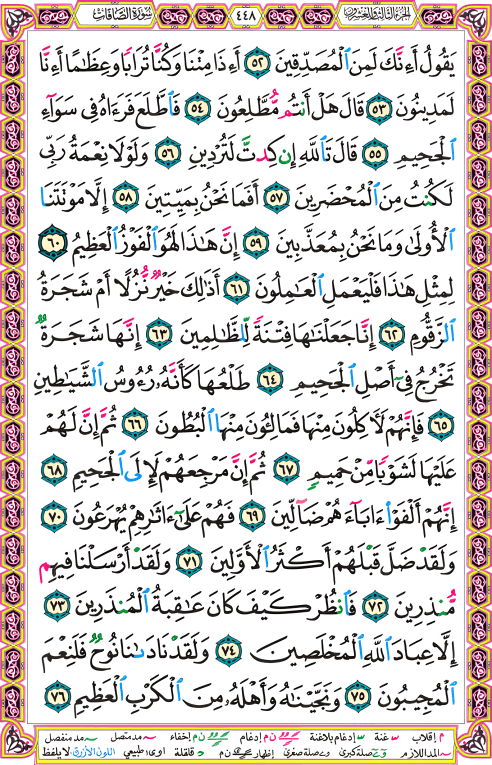 الجزء الثالث والعشرون ٤٤٨ سورة الصافات
يَقُولُ أَءِنَّكَ لَمِنَ ٱلْمُصَدِّقِينَ ٥٢ أَءِذَا مِتْنَا وَكُنَّا تُرَابًا وَعِظَٰمًا أَءِنَّا
لَمَدِينُونَ ٥٣ قَالَ هَلْ أَنتُم مُّطَّلِعُونَ ٥٤ فَٱطَّلَعَ فَرَءَاهُ فِى سَوَآءِ
ٱلْجَحِيمِ ٥٥ قَالَ تَٱللَّهِ إِن كِدتَّ لَتُرْدِينِ ٥٦ وَلَوْلَا نِعْمَةُ رَبِّى
لَكُنتُ مِنَ ٱلْمُحْضَرِينَ ٥٧ أَفَمَا نَحْنُ بِمَيِّتِينَ ٥٨ إِلَّا مَوْتَتَنَا
ٱلْأُولَىٰ وَمَا نَحْنُ بِمُعَذَّبِينَ ٥٩ إِنَّ هَٰذَا لَهُوَ ٱلْفَوْزُ ٱلْعَظِيمُ ٦٠
لِمِثْلِ هَٰذَا فَلْيَعْمَلِ ٱلْعَٰمِلُونَ ٦١ أَذَٰلِكَ خَيْرٌ نُّزُلًا أَمْ شَجَرَةُ
ٱلزَّقُّومِ ٦٢ إِنَّا جَعَلْنَٰهَا فِتْنَةً لِّلظَّٰلِمِينَ ٦٣ إِنَّهَا شَجَرَةٌ
تَخْرُجُ فِىٓ أَصْلِ ٱلْجَحِيمِ ٦٤ طَلْعُهَا كَأَنَّهُۥ رُءُوسُ ٱلشَّيَٰطِينِ
٦٥ فَإِنَّهُمْ لَءَاكِلُونَ مِنْهَا فَمَالِـُٔونَ مِنْهَا ٱلْبُطُونَ ٦٦ ثُمَّ إِنَّ لَهُمْ
عَلَيْهَا لَشَوْبًا مِّنْ حَمِيمٍ ٦٧ ثُمَّ إِنَّ مَرْجِعَهُمْ لَإِلَى ٱلْجَحِيمِ ٦٨
إِنَّهُمْ أَلْفَوْا۟ ءَابَآءَهُمْ ضَآلِّينَ ٦٩ فَهُمْ عَلَىٰٓ ءَاثَٰرِهِمْ يُهْرَعُونَ ٧٠
وَلَقَدْ ضَلَّ قَبْلَهُمْ أَكْثَرُ ٱلْأَوَّلِينَ ٧١ وَلَقَدْ أَرْسَلْنَا فِيهِم
مُّنذِرِينَ ٧٢ فَٱنظُرْ كَيْفَ كَانَ عَٰقِبَةُ ٱلْمُنذَرِينَ ٧٣
إِلَّا عِبَادَ ٱللَّهِ ٱلْمُخْلَصِينَ ٧٤ وَلَقَدْ نَادَىٰنَا نُوحٌ فَلَنِعْمَ
ٱلْمُجِيبُونَ ٧٥ وَنَجَّيْنَٰهُ وَأَهْلَهُۥ مِنَ ٱلْكَرْبِ ٱلْعَظِيمِ ٧٦
م إقلاب غنة إدغام بلا غنة ن م إدغام ن م إخفاء مد متصل مد منفصل
المد اللازم صلة كبرى صلة صغرى إظهار ن م قلقلة اوى طبيعي اللون الأزرق لا يلفظ